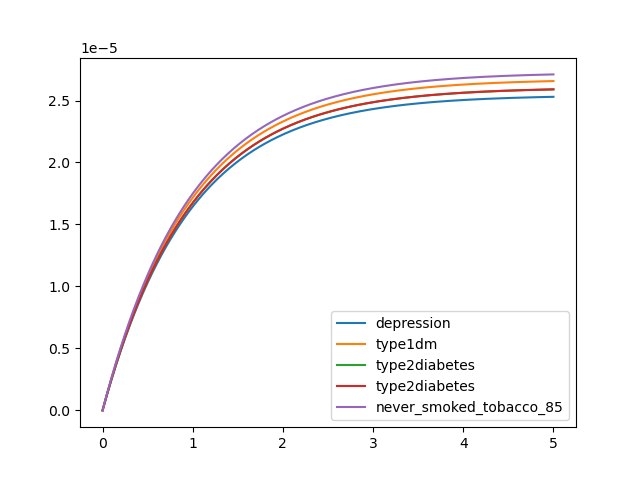 1e−5
2.5
2.0
1.5
1.0
0.5
0.0
0 1 2 3 4 5
depression
type1dm
type2diabetes
type2diabetes
never_smoked_tobacco_85